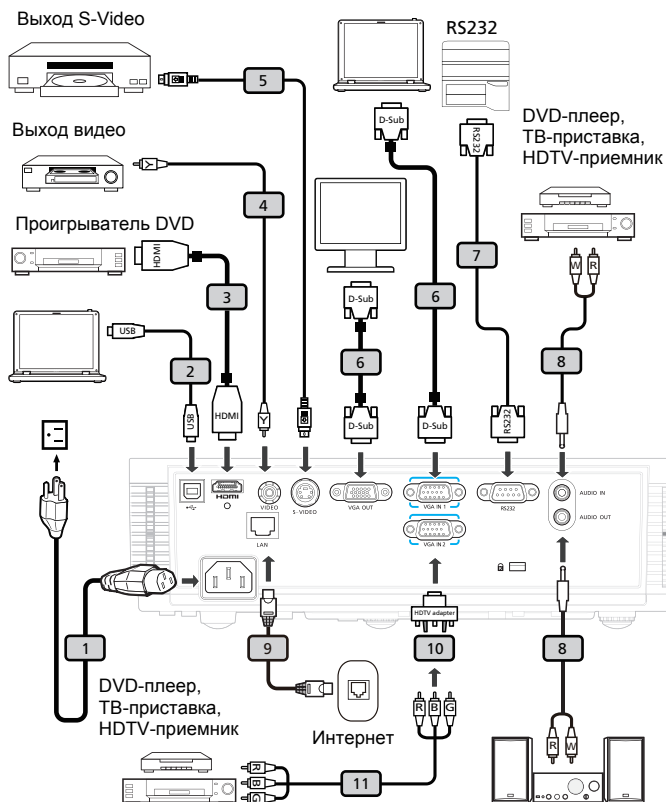 Выход S-Video
RS232
5
D-Sub
RS232
DVD-плеер,
ТВ-приставка,
HDTV-приемник
Выход видео
Y
4
Проигрыватель DVD
HDMI
3
W R
7
6
D-Sub
USB
2
6
8
USB
HDMI
Y
D-Sub
D-Sub
RS232
HDMI
VIDEO
S-VIDEO
VGA OUT
VGA IN 1
RS232
AUDIO IN
AUDIO OUT
LAN
VGA IN 2
HDTV adapter
1
9
10
8
DVD-плеер,
ТВ-приставка,
HDTV-приемник
R B G
Интернет
R W
R
B
G
11